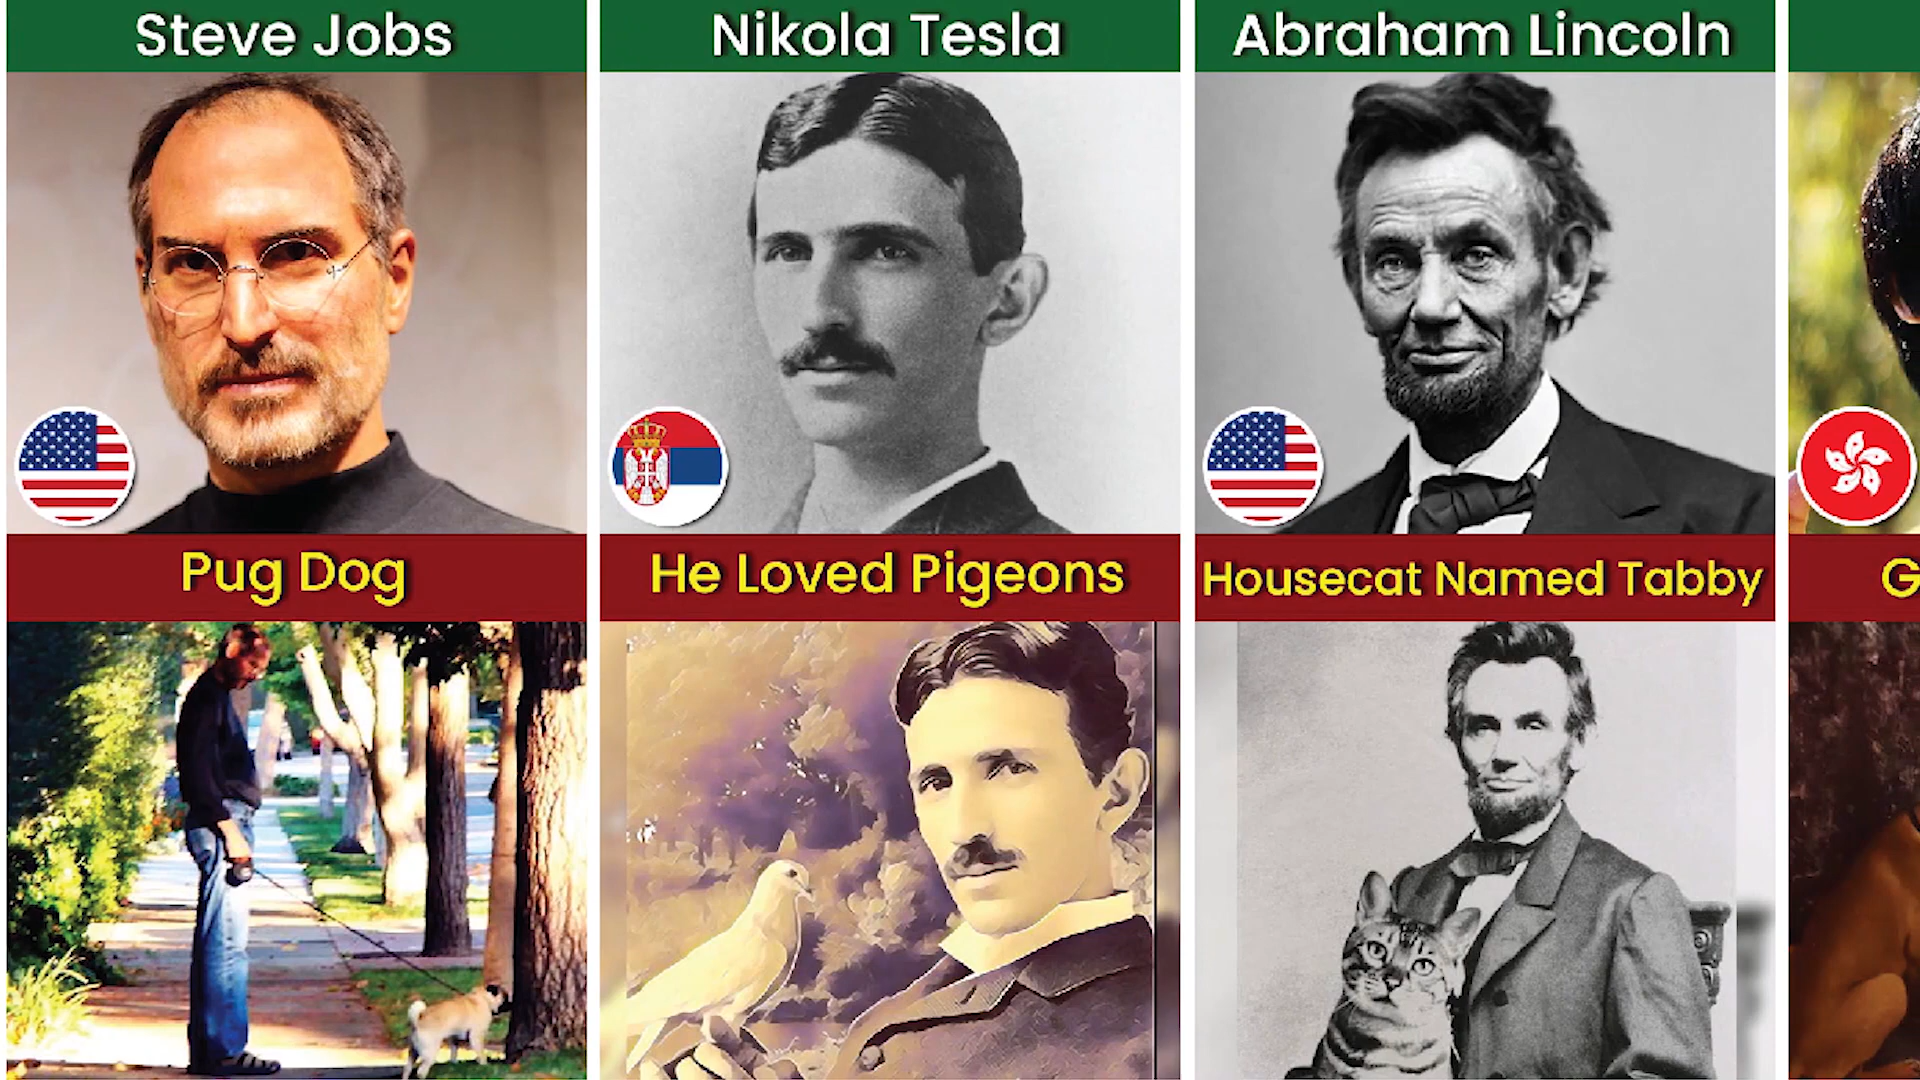 Steve Jobs
Nikola Tesla
Abraham Lincoln
Pug Dog
He Loved Pigeons
Housecat Named Tabby
G